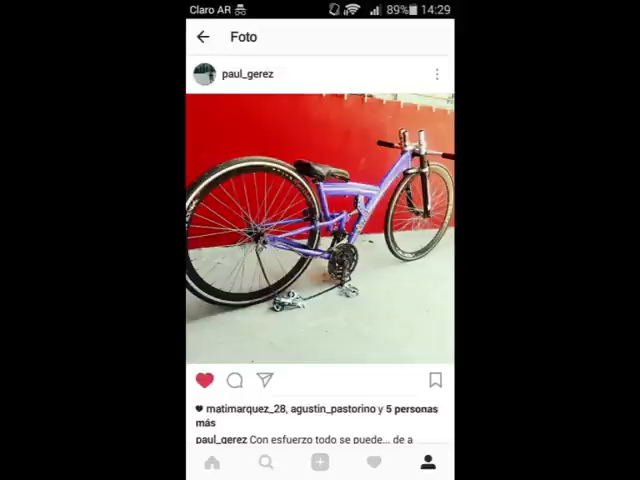 Claro AR 89% 14:29
Foto
paul_gerez
matimarquez_28, agustin_pastorino y 5 personas
más
paul_gerez Con esfuerzo todo se puede... de a